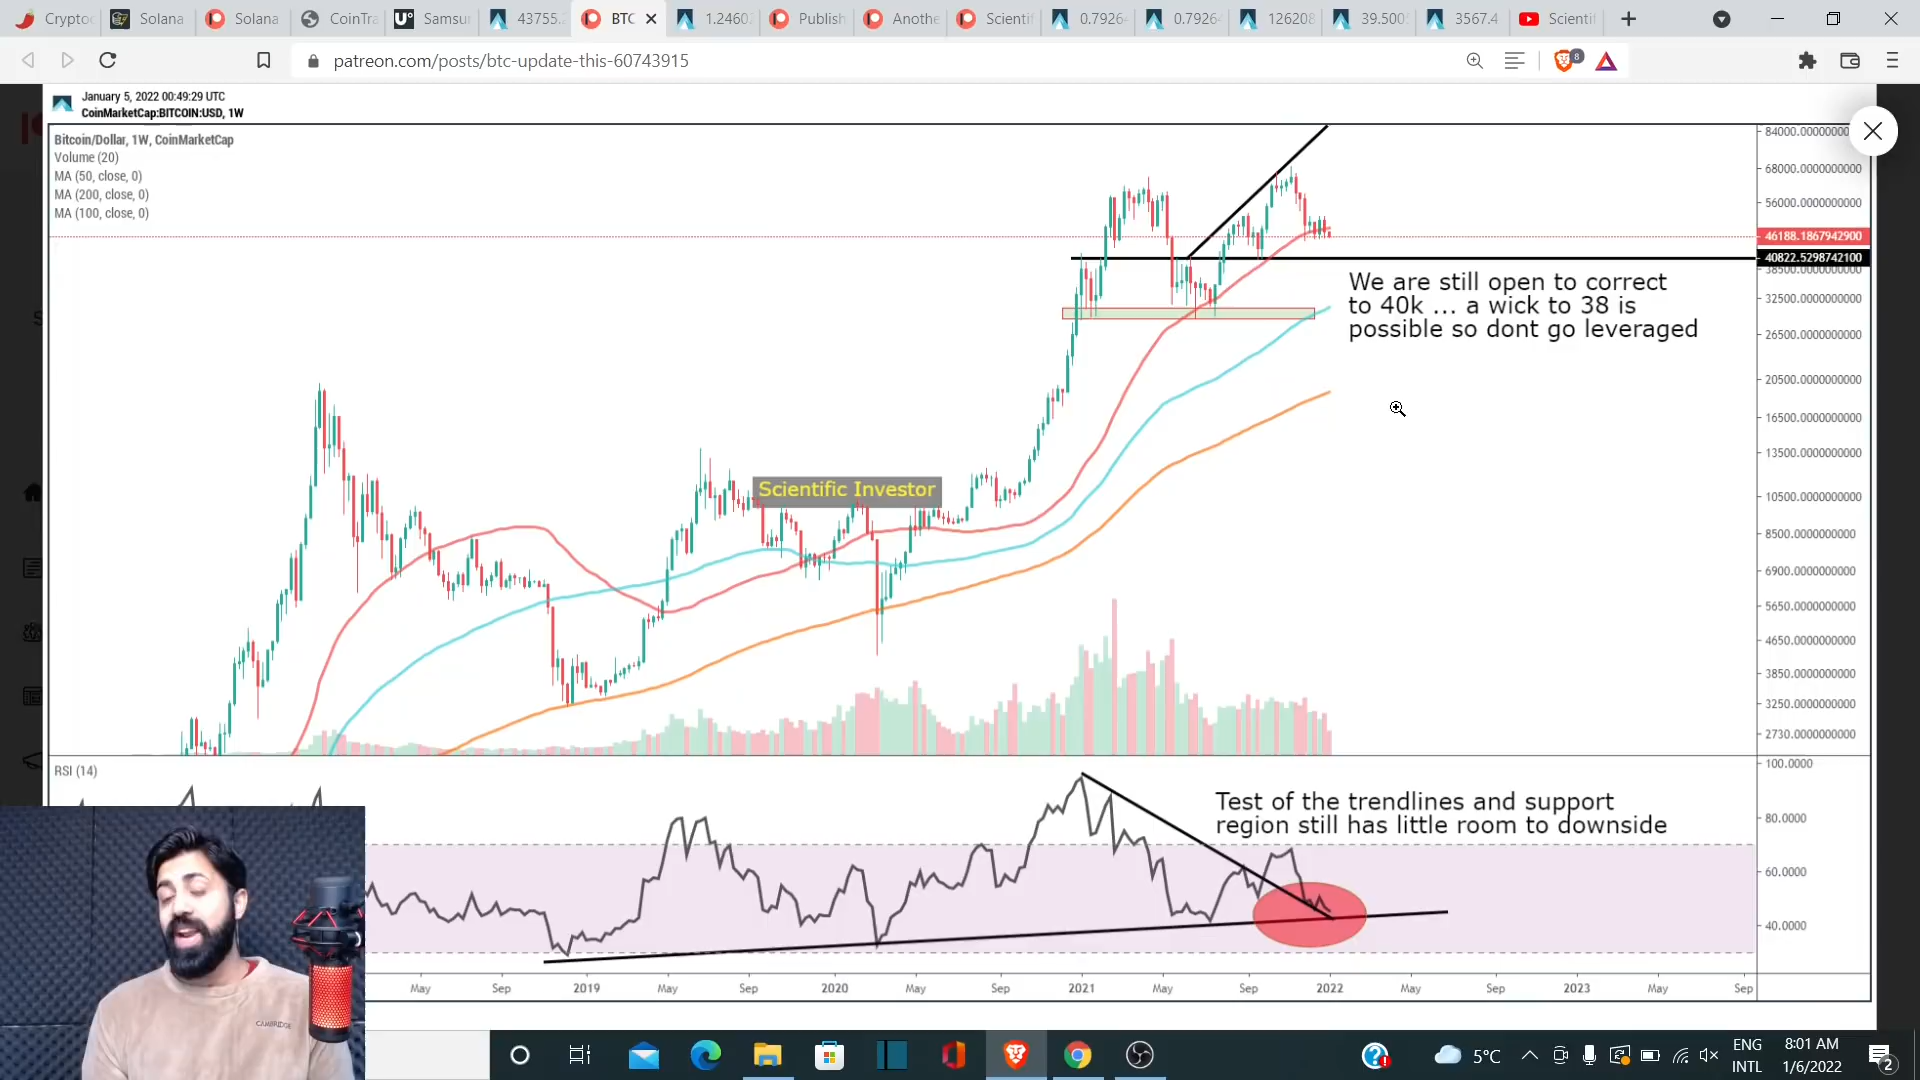 Cryptoc
Solana
Solana
CoinTra
Samsur
43755.
BTC
1.2460
Publish
Anothe
Scientif
0.7926
0.7926
126208
39.500
3567.4
Scientif
patreon.com/posts/btc-update-this-60743915
8
January 5, 2022 00:49:29 UTC
CoinMarketCap:BITCOIN:USD, 1W
Bitcoin/Dollar, 1W, CoinMarketCap
Volume (20)
MA (50, close, 0)
MA (200, close, 0)
MA (100, close, 0)
84000.0000000000
68000.0000000000
56000.0000000000
46188.1867942900
40822.5298742100
38500.0000000000
32500.0000000000
26500.0000000000
20500.0000000000
16500.0000000000
13500.0000000000
10500.0000000000
8500.0000000000
6900.0000000000
5650.0000000000
4650.0000000000
3850.0000000000
3250.0000000000
2730.0000000000
We are still open to correct
to 40k ... a wick to 38 is
possible so dont go leveraged
Scientific Investor
RSI (14)
100.0000
80.0000
60.0000
40.0000
Test of the trendlines and support
region still has little room to downside
May Sep 2019 May Sep 2020 May Sep 2021 May Sep 2022 May Sep 2023 May Sep
CAMBRIDGE
5°C
ENG
INTL
8:01 AM
1/6/2022
2